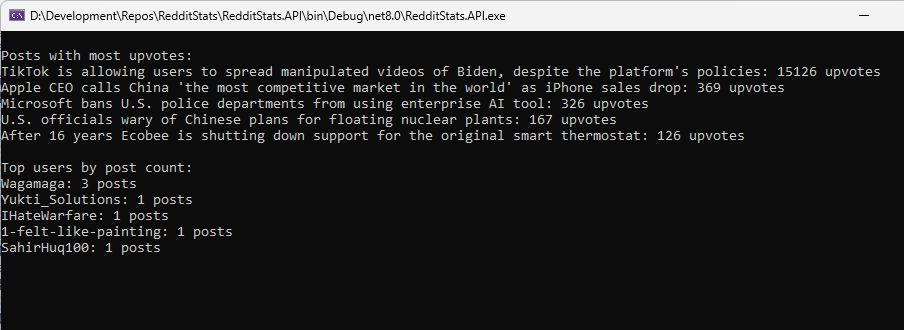 D:\Development\Repos\RedditStats\RedditStats.API\bin\Debug\net8.0\RedditStats.API.exe
Posts with most upvotes:
TikTok is allowing users to spread manipulated videos of Biden, despite the platform's policies: 15126 upvotes
Apple CEO calls China 'the most competitive market in the world' as iPhone sales drop: 369 upvotes
Microsoft bans U.S. police departments from using enterprise AI tool: 326 upvotes
U.S. officials wary of Chinese plans for floating nuclear plants: 167 upvotes
After 16 years Ecobee is shutting down support for the original smart thermostat: 126 upvotes
Top users by post count:
Wagamaga: 3 posts
Yukti_Solutions: 1 posts
IHateWarfare: 1 posts
1-felt-like-painting: 1 posts
SahirHuq100: 1 posts